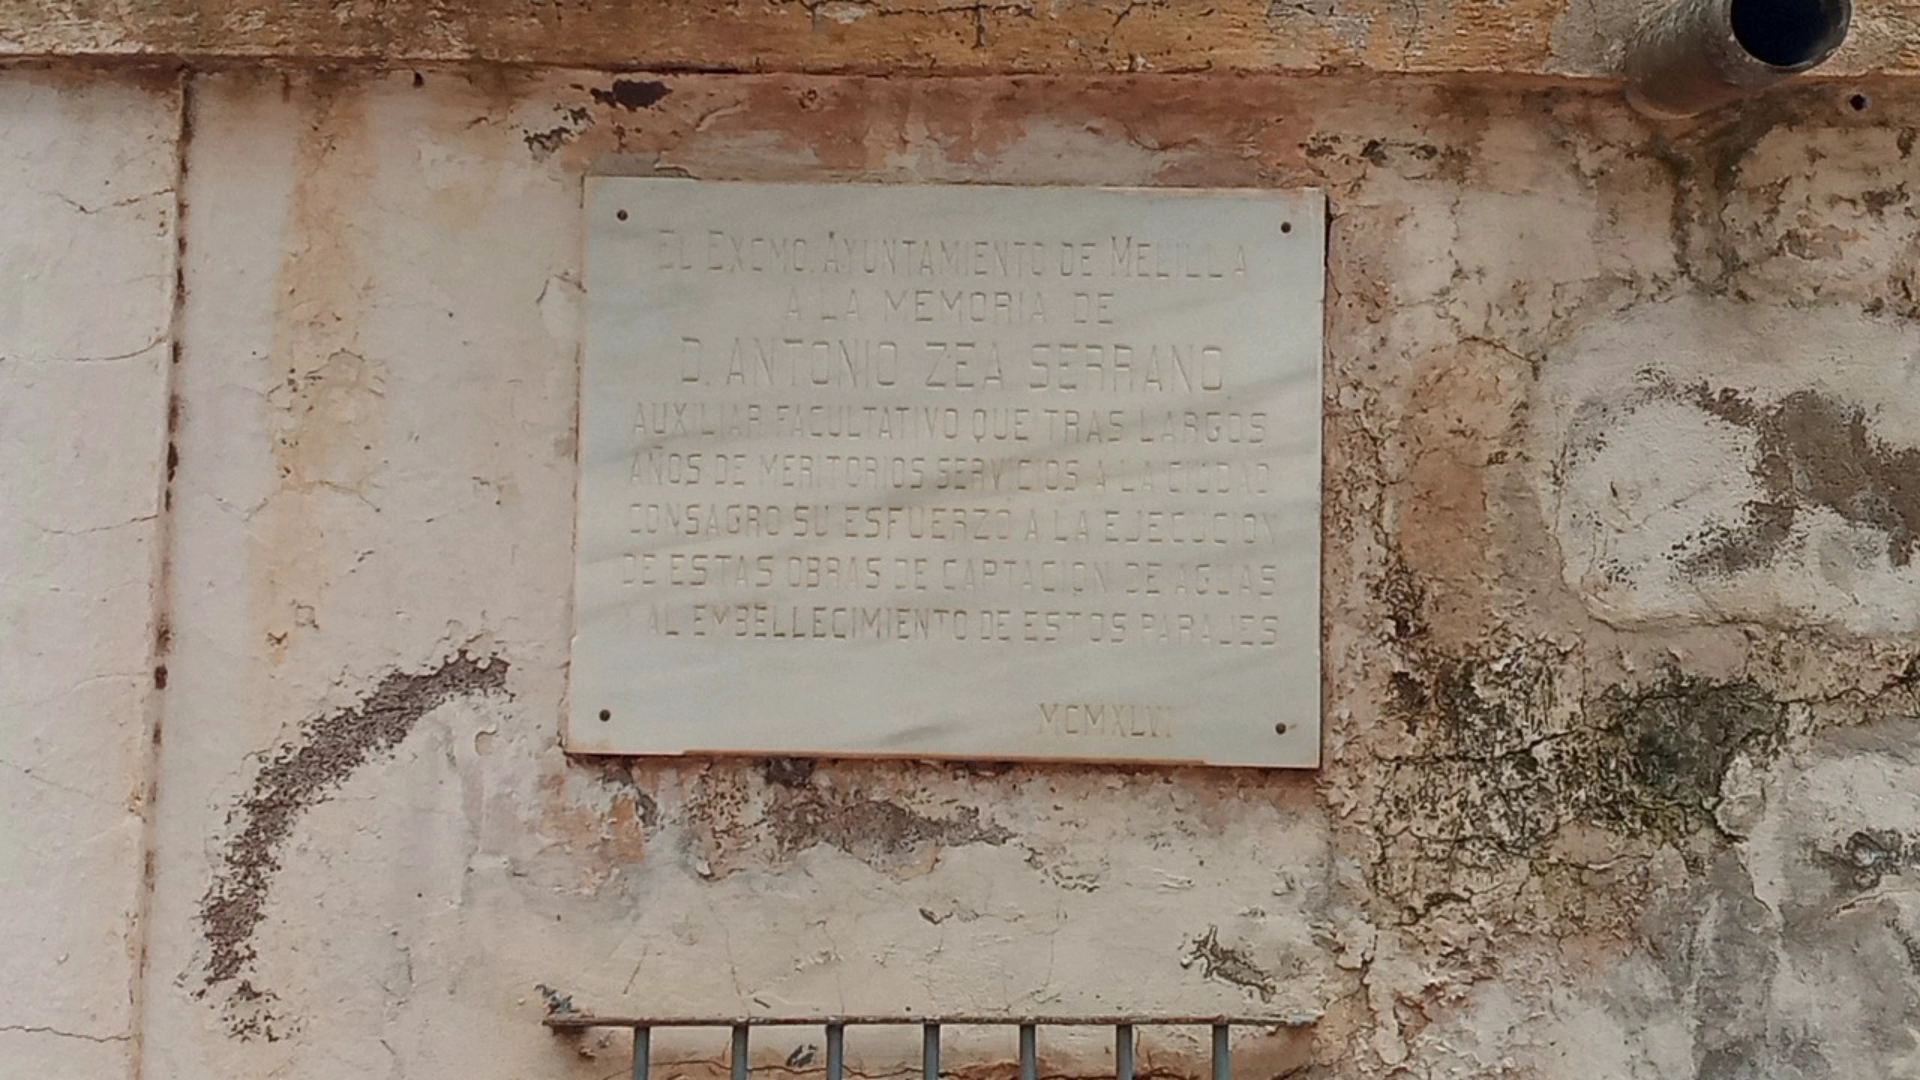 EL EXCMO AYUNTAMIENTO DE MELILLA
A LA MEMORIA DE
D. ANTONIO ZEA SERRANO
AUXILIAR FACULTATIVO QUE TRAS LARGOS
AÑOS DE MERITORIOS SERVICIOS A LA CIUDAD
CONSAGRO SU ESFUERZO A LA EJECUCION
DE ESTAS OBRAS DE CAPTACION DE AGUAS
AL EMBELLECIMIENTO DE ESTOS PARAJES
MCMXLVI